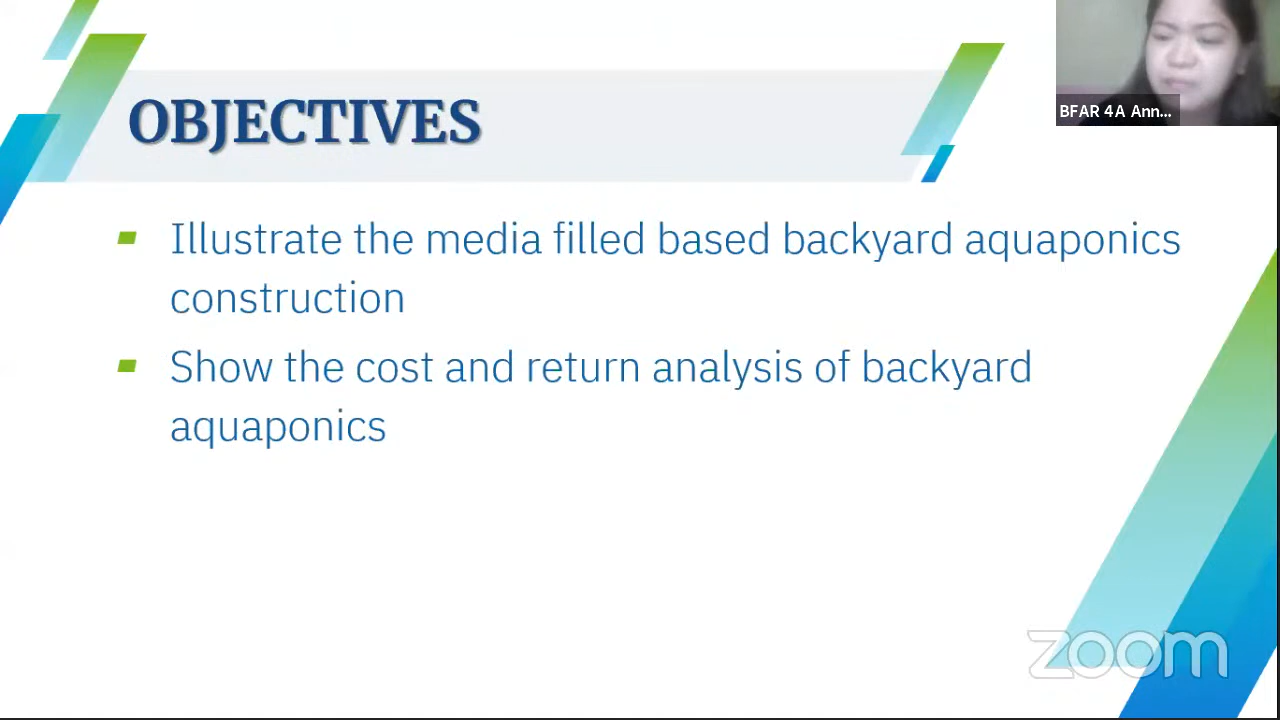 OBJECTIVES
BFAR 4A Ann...
Illustrate the media filled based backyard aquaponics
construction
Show the cost and return analysis of backyard
aquaponics
zoom